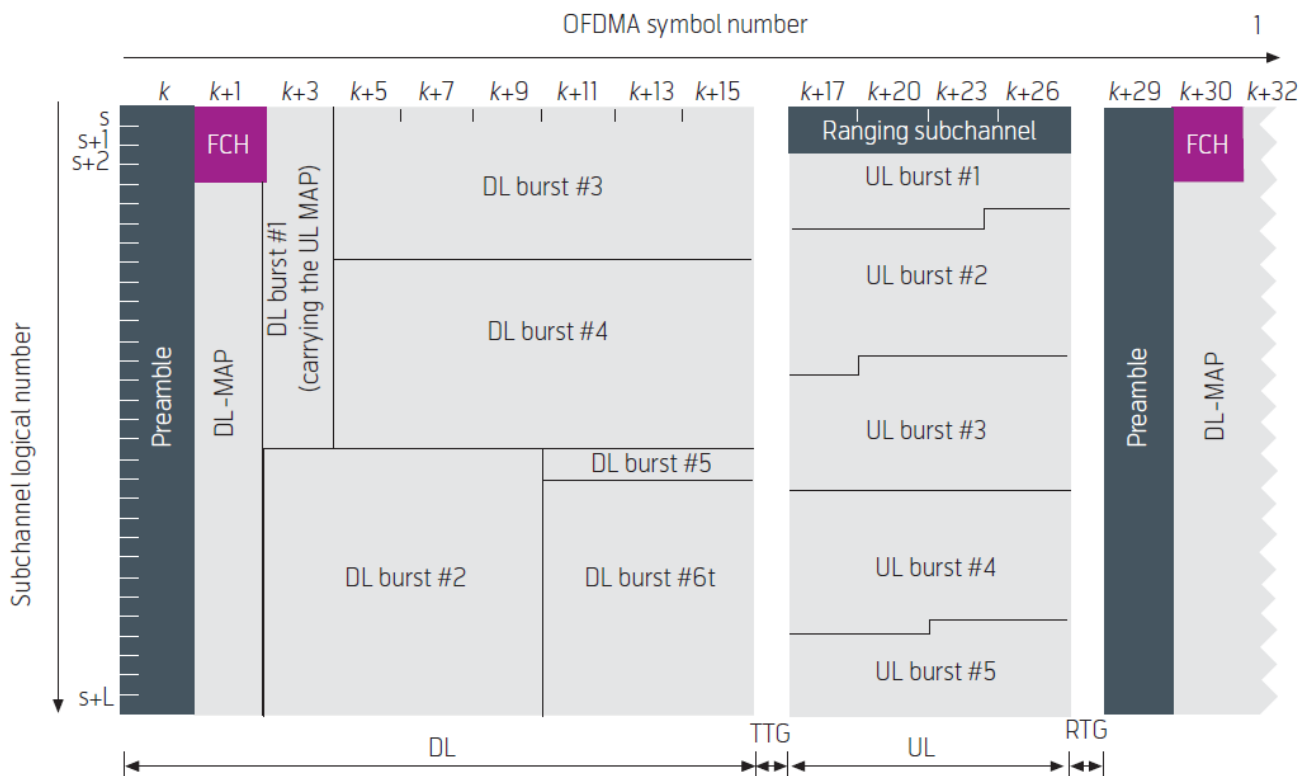 OFDMA symbol number
1
k
k+1
k+3
k+5
k+7
k+9
k+11
k+13
k+15
k+17
k+20
k+23
k+26
k+29
k+30
k+32
Subchannel logical number
s
s+1
s+2
s+L
Preamble
FCH
DL-MAP
DL burst #1
(carrying the UL MAP)
DL burst #3
DL burst #4
DL burst #5
DL burst #2
DL burst #6t
Ranging subchannel
UL burst #1
UL burst #2
UL burst #3
UL burst #4
UL burst #5
Preamble
FCH
DL-MAP
DL
TTG
UL
RTG